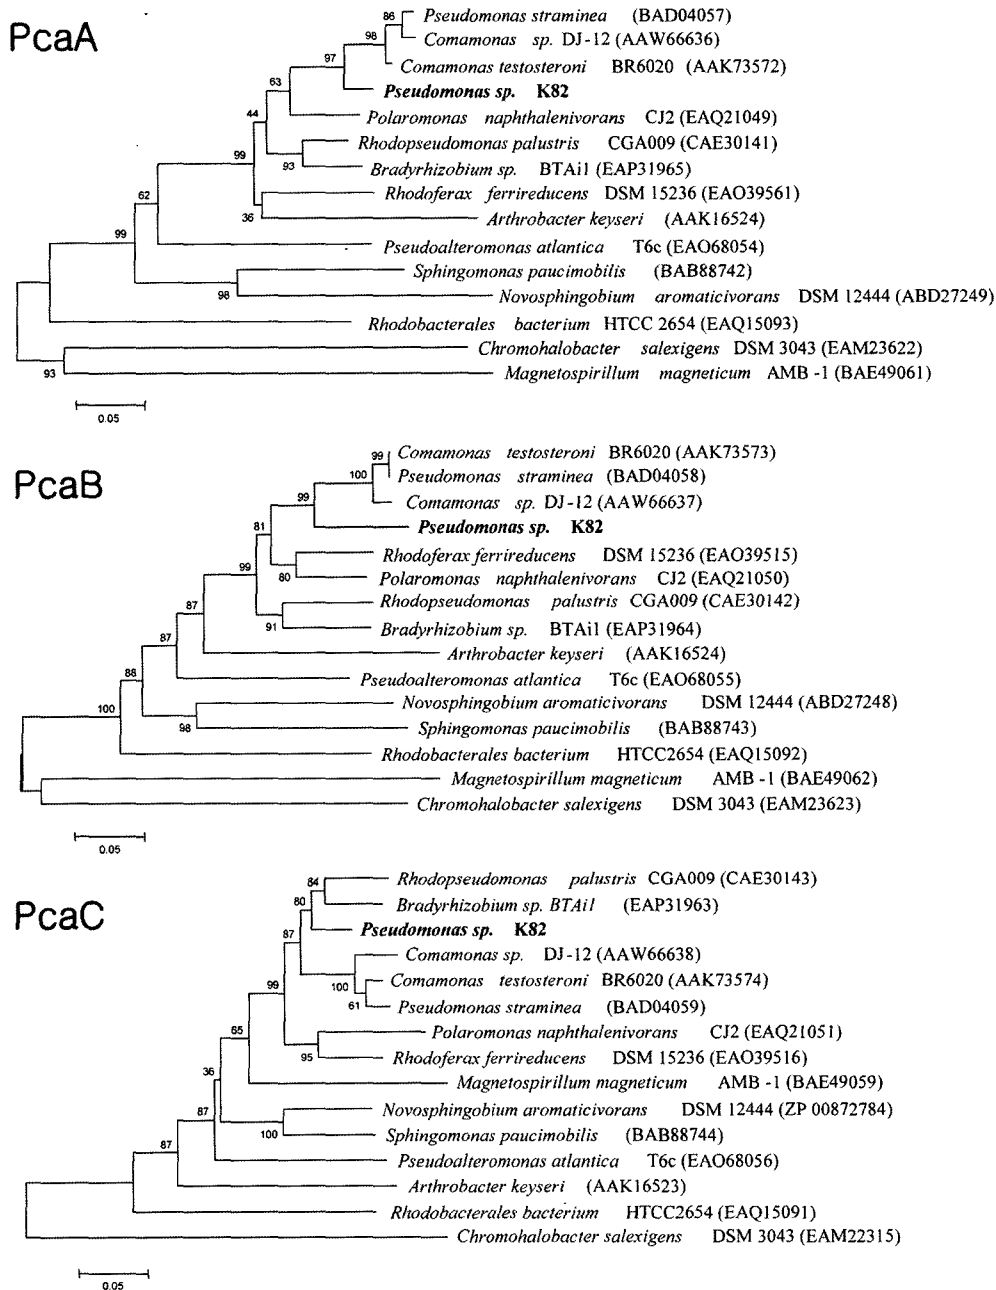 PcaA
86 Pseudomonas straminea (BAD04057)
98 Comamonas sp. DJ-12 (AAW66636)
97 Comamonas testosteroni BR6020 (AAK73572)
Pseudomonas sp. K82
63
Polaromonas naphthalenivorans CJ2 (EAQ21049)
44
Rhodopseudomonas palustris CGA009 (CAE30141)
99 93 Bradyrhizobium sp. BTAi1 (EAP31965)
Rhodoferax ferrireducens DSM 15236 (EAO39561)
62 36 Arthrobacter keyseri (AAK16524)
99 Pseudoalteromonas atlantica T6c (EAO68054)
Sphingomonas paucimobilis (BAB88742)
98 Novosphingobium aromaticivorans DSM 12444 (ABD27249)
Rhodobacterales bacterium HTCC 2654 (EAQ15093)
Chromohalobacter salexigens DSM 3043 (EAM23622)
93 Magnetospirillum magneticum AMB -1 (BAE49061)
0.05
PcaB
99 Comamonas testosteroni BR6020 (AAK73573)
100 Pseudomonas straminea (BAD04058)
99 Comamonas sp. DJ-12 (AAW66637)
81 Pseudomonas sp. K82
Rhodoferax ferrireducens DSM 15236 (EAO39515)
99 80 Polaromonas naphthalenivorans CJ2 (EAQ21050)
87 Rhodopseudomonas palustris CGA009 (CAE30142)
91 Bradyrhizobium sp. BTAi1 (EAP31964)
87 Arthrobacter keyseri (AAK16524)
88 Pseudoalteromonas atlantica T6c (EAO68055)
100 Novosphingobium aromaticivorans DSM 12444 (ABD27248)
98 Sphingomonas paucimobilis (BAB88743)
Rhodobacterales bacterium HTCC2654 (EAQ15092)
Magnetospirillum magneticum AMB -1 (BAE49062)
Chromohalobacter salexigens DSM 3043 (EAM23623)
0.05
PcaC
84 Rhodopseudomonas palustris CGA009 (CAE30143)
80 Bradyrhizobium sp. BTAi1 (EAP31963)
87 Pseudomonas sp. K82
Comamonas sp. DJ-12 (AAW66638)
99 100 Comamonas testosteroni BR6020 (AAK73574)
61 Pseudomonas straminea (BAD04059)
65 Polaromonas naphthalenivorans CJ2 (EAQ21051)
95 Rhodoferax ferrireducens DSM 15236 (EAO39516)
36 Magnetospirillum magneticum AMB -1 (BAE49059)
87 Novosphingobium aromaticivorans DSM 12444 (ZP 00872784)
100 Sphingomonas paucimobilis (BAB88744)
87 Pseudoalteromonas atlantica T6c (EAO68056)
Arthrobacter keyseri (AAK16523)
Rhodobacterales bacterium HTCC2654 (EAQ15091)
Chromohalobacter salexigens DSM 3043 (EAM22315)
0.05